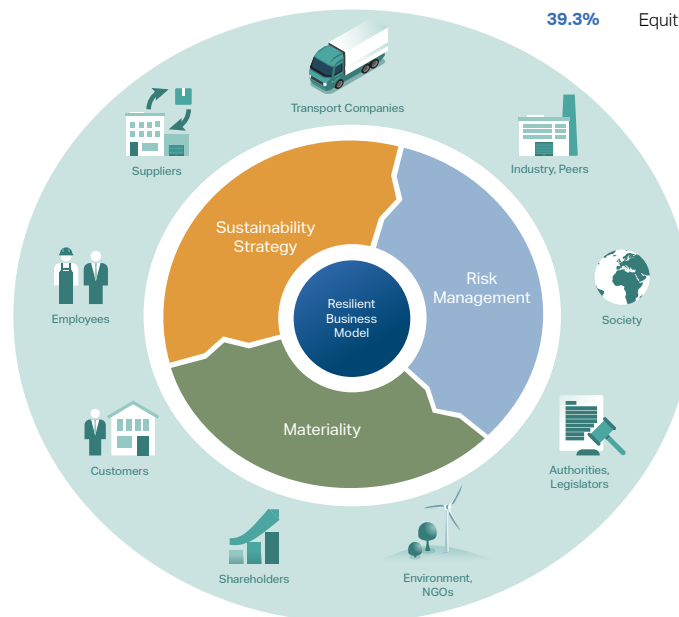 39.3% Equit
Transport Companies
Suppliers
Industry, Peers
Sustainability
Strategy
Risk
Management
Resilient
Business
Model
Employees
Society
Materiality
Customers
Authorities,
Legislators
Shareholders
Environment,
NGOs